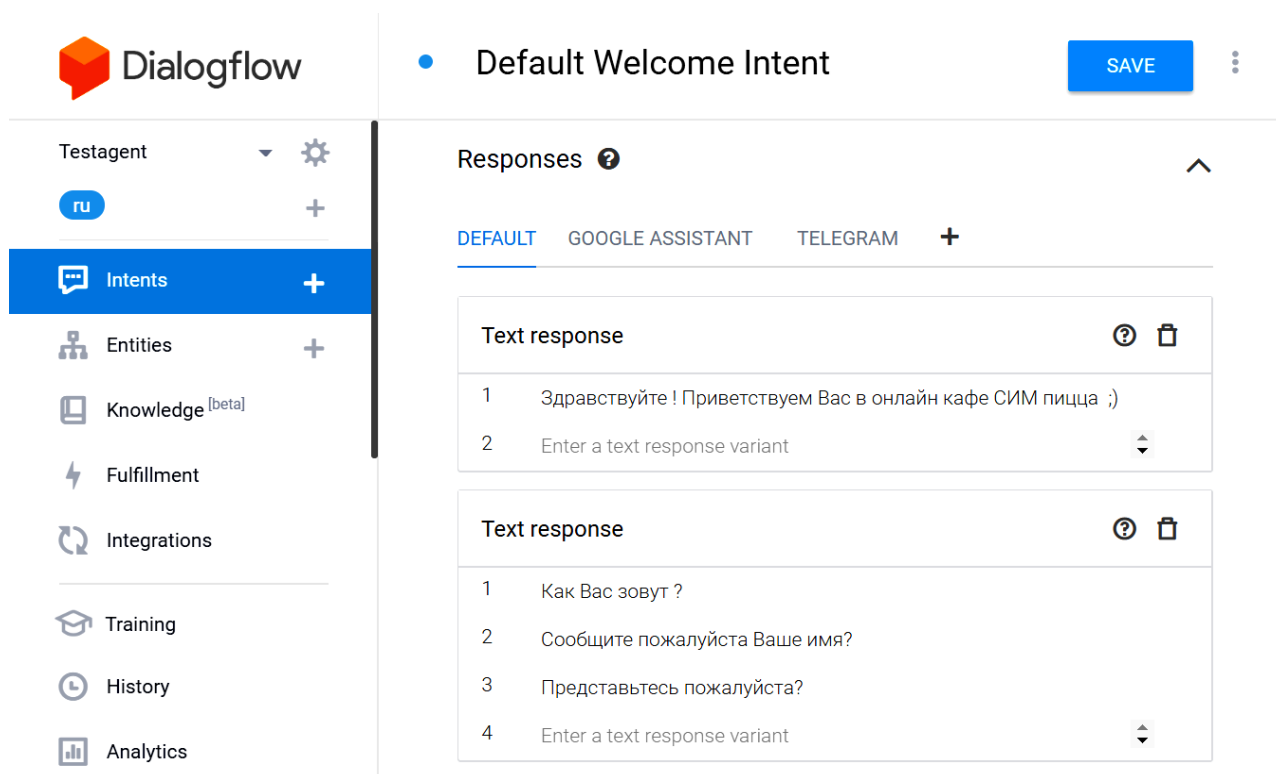 Dialogflow
Default Welcome Intent
SAVE
Testagent
ru
Intents
Entities
Knowledge [beta]
Fulfillment
Integrations
Training
History
Analytics
Responses
DEFAULT GOOGLE ASSISTANT TELEGRAM
Text response
1 Здравствуйте ! Приветствуем Вас в онлайн кафе СИМ пицца ;)
2 Enter a text response variant
Text response
1 Как Вас зовут ?
2 Сообщите пожалуйста Ваше имя?
3 Представьтесь пожалуйста?
4 Enter a text response variant